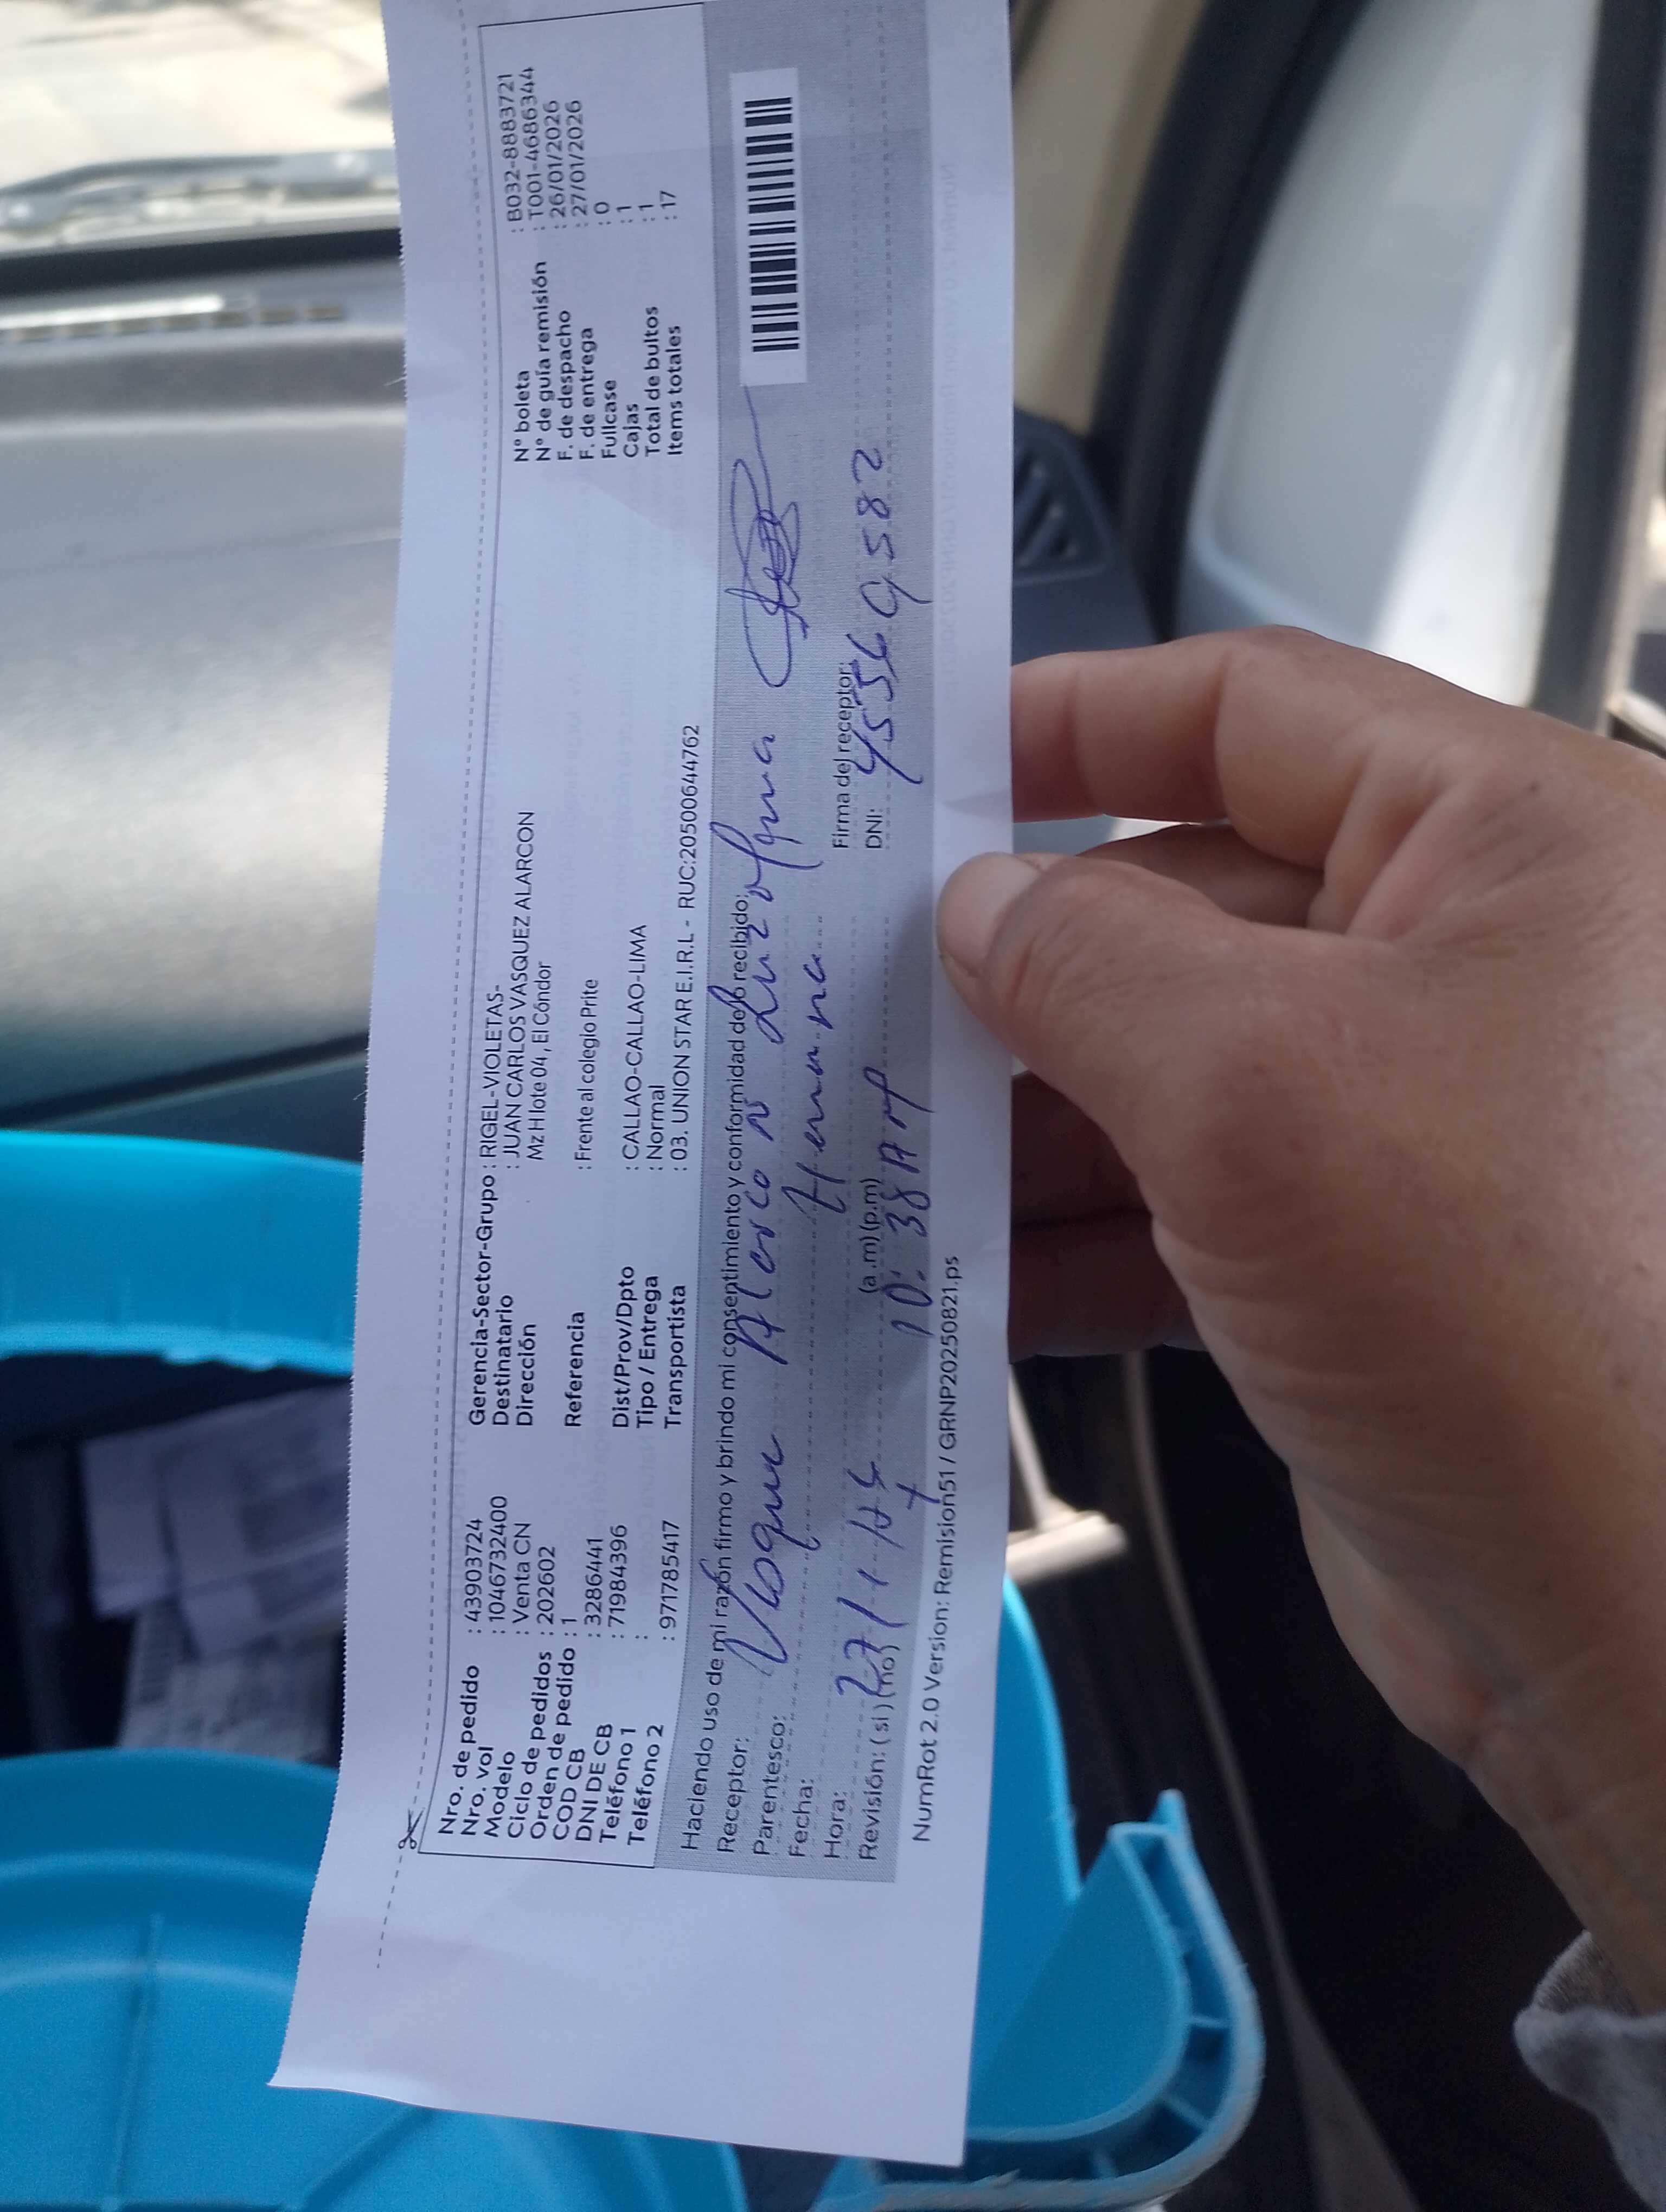 Nro. de pedido : 43903724
Nro. vol : 1046732400
Modelo : Venta CN
Ciclo de pedidos : 202602
Orden de pedido : 1
COD CB : 3286441
DNI DE CB : 71984396
Teléfono 1 :
Teléfono 2 : 971785417
Gerencia-Sector-Grupo : RIGEL-VIOLETAS-
Destinatario : JUAN CARLOS VASQUEZ ALARCON
Dirección Mz H lote 04, El Cóndor
Referencia : Frente al colegio Prite
Dist/Prov/Dpto : CALLAO-CALLAO-LIMA
Tipo / Entrega : Normal
Transportista : 03. UNION STAR E.I.R.L - RUC:20500644762
N° boleta : B032-8883721
N° de guía remisión : T001-4686344
F. de despacho : 26/01/2026
F. de entrega : 27/01/2026
Fullcase : 0
Cajas : 1
Total de bultos : 1
Items totales : 17
Haciendo uso de mi razón firmo y brindo mi consentimiento y conformidad de lo recibido:
Receptor: Alarcon Luz
Parentesco: Hermana
Fecha: 27/1
Hora: (a.m) (p.m) 10:38 AM
Revisión: (si) (no)
Firma del receptor:
DNI: 45569582
NumRot 2.0 Version: Remision51 / GRNP20250821.ps